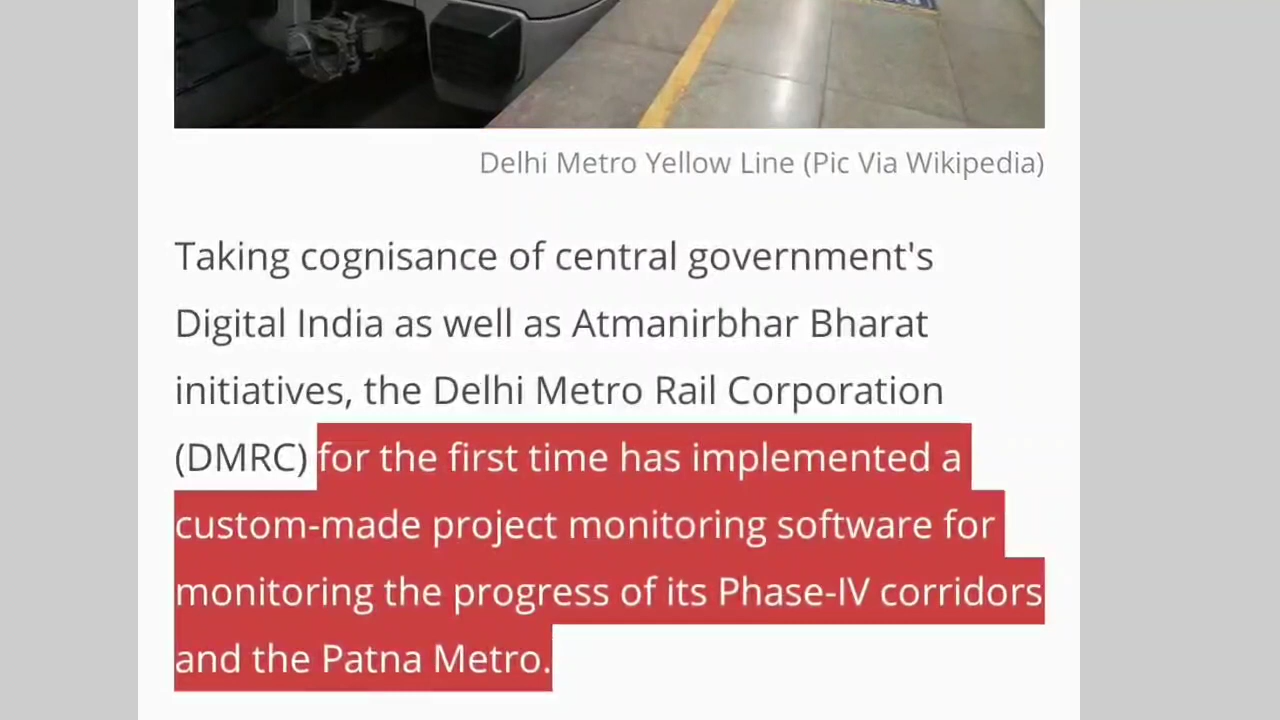 Delhi Metro Yellow Line (Pic Via Wikipedia)
Taking cognisance of central government's
Digital India as well as Atmanirbhar Bharat
initiatives, the Delhi Metro Rail Corporation
(DMRC) for the first time has implemented a
custom-made project monitoring software for
monitoring the progress of its Phase-IV corridors
and the Patna Metro.